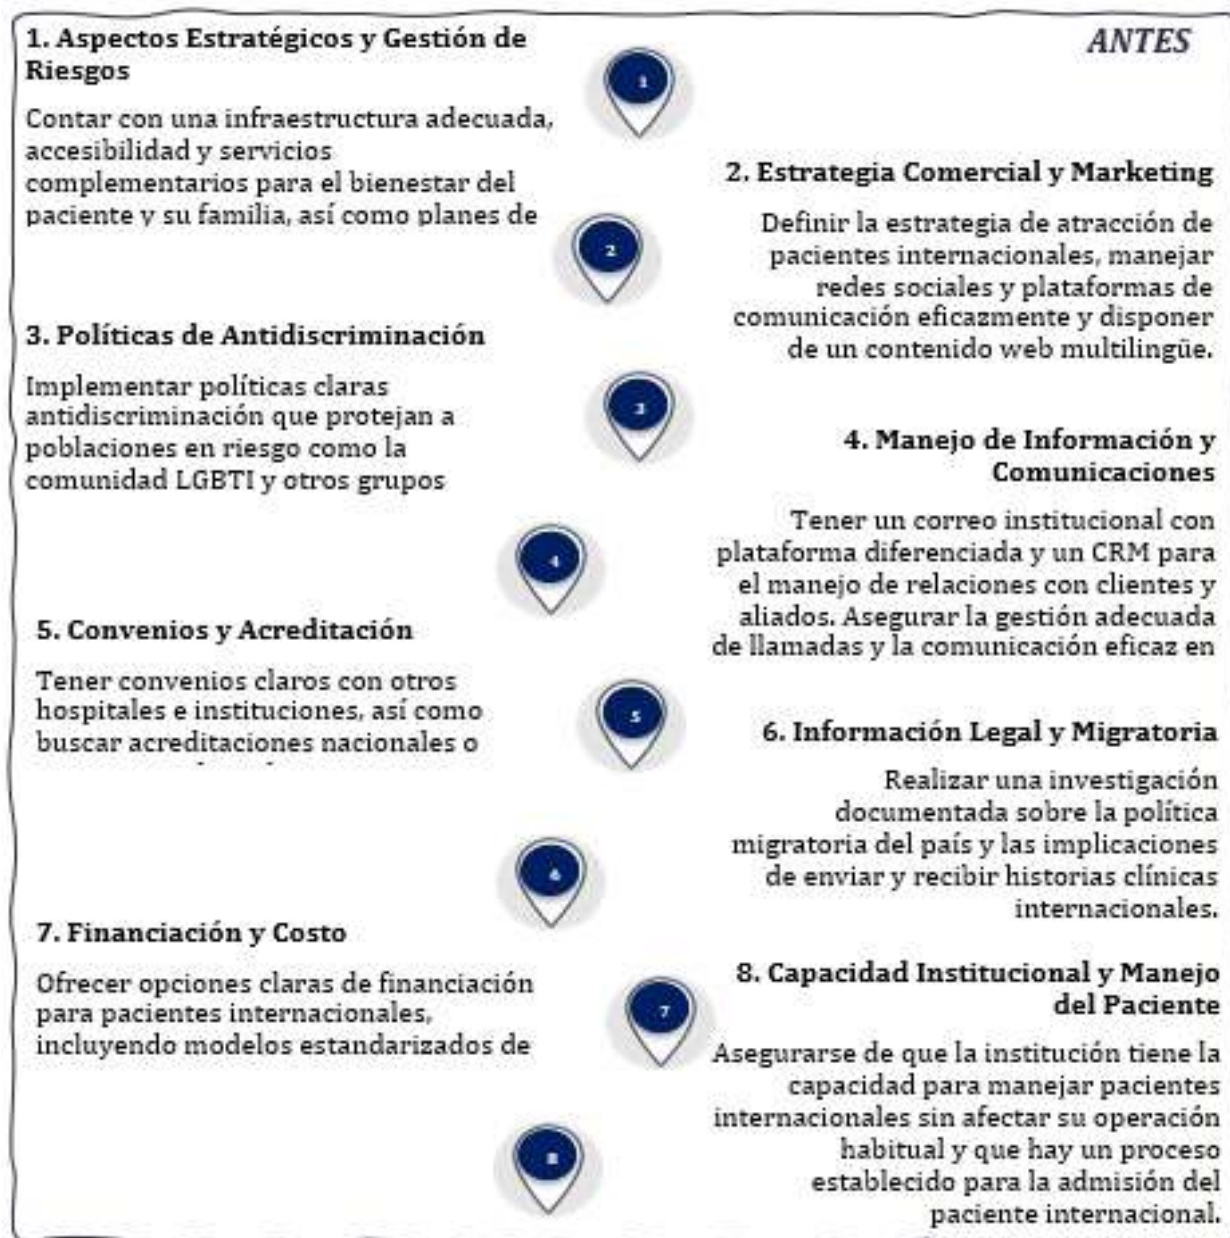 ANTES
1. Aspectos Estratégicos y Gestión de
Riesgos
Contar con una infraestructura adecuada,
accesibilidad y servicios
complementarios para el bienestar del
paciente y su familia, así como planes de
1
2. Estrategia Comercial y Marketing
Definir la estrategia de atracción de
pacientes internacionales, manejar
redes sociales y plataformas de
comunicación eficazmente y disponer
de un contenido web multilingüe.
2
3. Políticas de Antidiscriminación
Implementar políticas claras
antidiscriminación que protejan a
poblaciones en riesgo como la
comunidad LGBTI y otros grupos
3
4. Manejo de Información y
Comunicaciones
Tener un correo institucional con
plataforma diferenciada y un CRM para
el manejo de relaciones con clientes y
aliados. Asegurar la gestión adecuada
de llamadas y la comunicación eficaz en
4
5. Convenios y Acreditación
Tener convenios claros con otros
hospitales e instituciones, así como
buscar acreditaciones nacionales o
5
6. Información Legal y Migratoria
Realizar una investigación
documentada sobre la política
migratoria del país y las implicaciones
de enviar y recibir historias clínicas
internacionales.
6
7. Financiación y Costo
Ofrecer opciones claras de financiación
para pacientes internacionales,
incluyendo modelos estandarizados de
7
8. Capacidad Institucional y Manejo
del Paciente
Asegurarse de que la institución tiene la
capacidad para manejar pacientes
internacionales sin afectar su operación
habitual y que hay un proceso
establecido para la admisión del
paciente internacional.
8